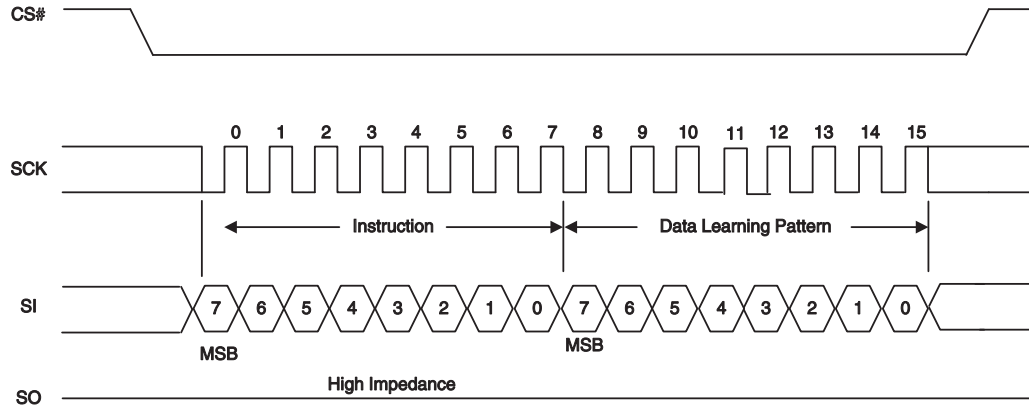 CS#
0 1 2 3 4 5 6 7 8 9 10 11 12 13 14 15
SCK
Instruction Data Learning Pattern
SI 7 6 5 4 3 2 1 0 7 6 5 4 3 2 1 0
MSB MSB
High Impedance
SO